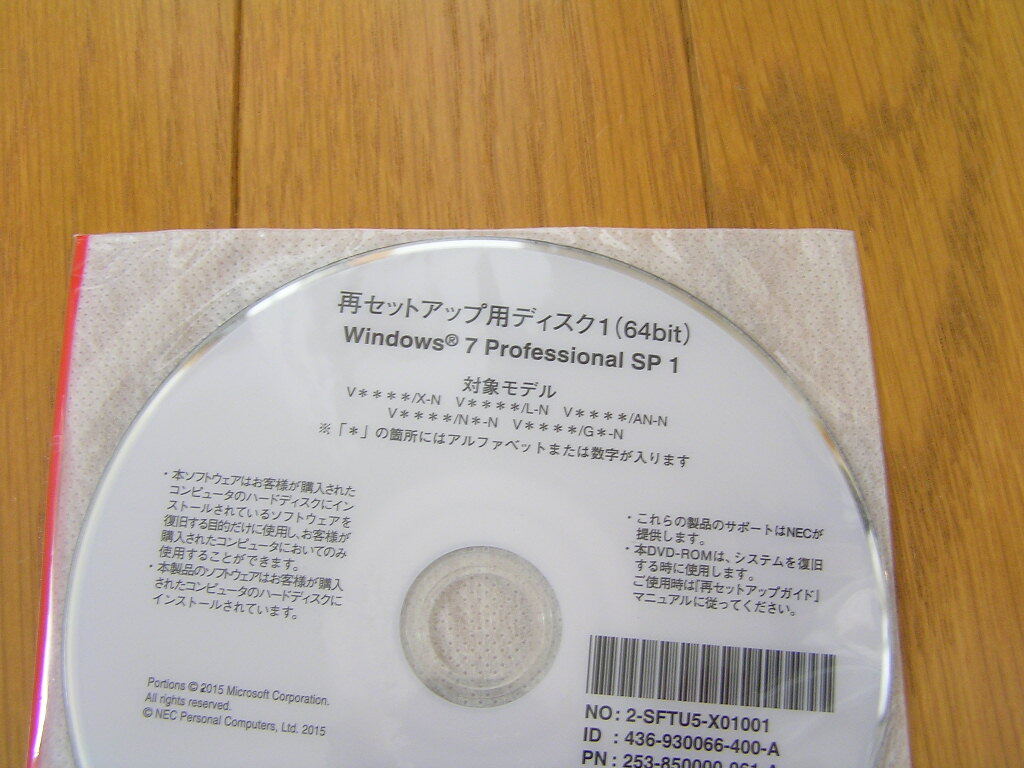 再セットアップ用ディスク1(64bit)
Windows® 7 Professional SP 1
対象モデル
V＊＊＊＊/X-N V＊＊＊＊/L-N V＊＊＊＊/AN-N
V＊＊＊＊/N＊-N V＊＊＊＊/G＊-N
※「＊」の箇所にはアルファベットまたは数字が入ります
・本ソフトウェアはお客様が購入された
コンピュータのハードディスクにイン
ストールされているソフトウェアを
復旧する目的だけに使用し、お客様が
購入されたコンピュータにおいてのみ
使用することができます。
・本製品のソフトウェアはお客様が購入
されたコンピュータのハードディスクに
インストールされています。
・これらの製品のサポートはNECが
提供します。
・本DVD-ROMは、システムを復旧
する時に使用します。
ご使用時は『再セットアップガイド』
マニュアルに従ってください。
Portions © 2015 Microsoft Corporation.
All rights reserved.
© NEC Personal Computers, Ltd. 2015
NO : 2-SFTU5-X01001
ID : 436-930066-400-A
PN : 253-850000-061-A